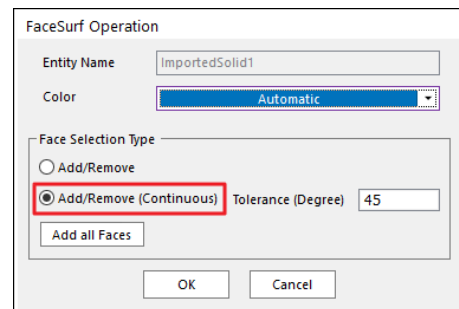 FaceSurf Operation
Entity Name ImportedSolid1
Color Automatic
Face Selection Type
Add/Remove
Add/Remove (Continuous) Tolerance (Degree) 45
Add all Faces
OK Cancel